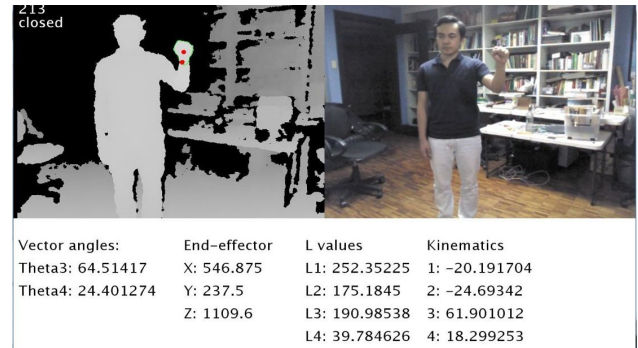 213
closed
Vector angles:
Theta3: 64.51417
Theta4: 24.401274
End-effector
X: 546.875
Y: 237.5
Z: 1109.6
L values
L1: 252.35225
L2: 175.1845
L3: 190.98538
L4: 39.784626
Kinematics
1: -20.191704
2: -24.69342
3: 61.901012
4: 18.299253